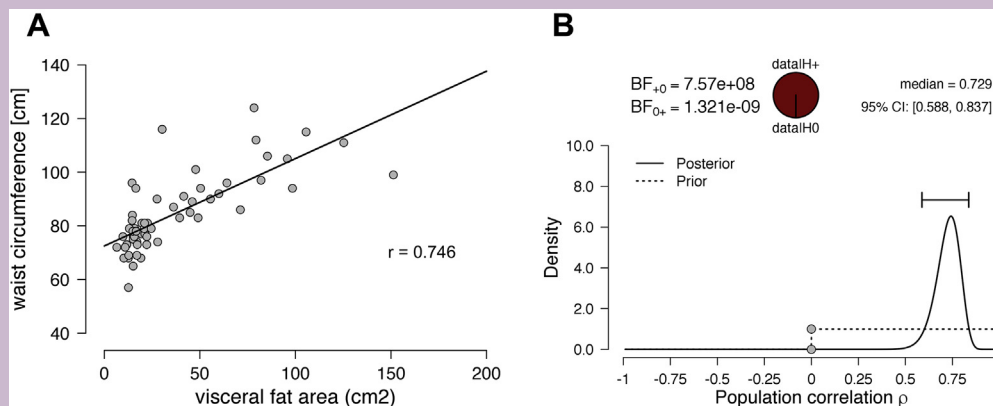 A
140
120
100
80
60
40
waist circumference [cm]
r = 0.746
0
50
100
150
200
visceral fat area (cm2)
B
data|H+
BF+0 = 7.57e+08
BF0+ = 1.321e-09
data|H0
median = 0.729
95% CI: [0.588, 0.837]
10.0
8.0
6.0
4.0
2.0
1.0
0.0
Density
Posterior
Prior
-1
-0.75
-0.5
-0.25
0
0.25
0.5
0.75
Population correlation ρ